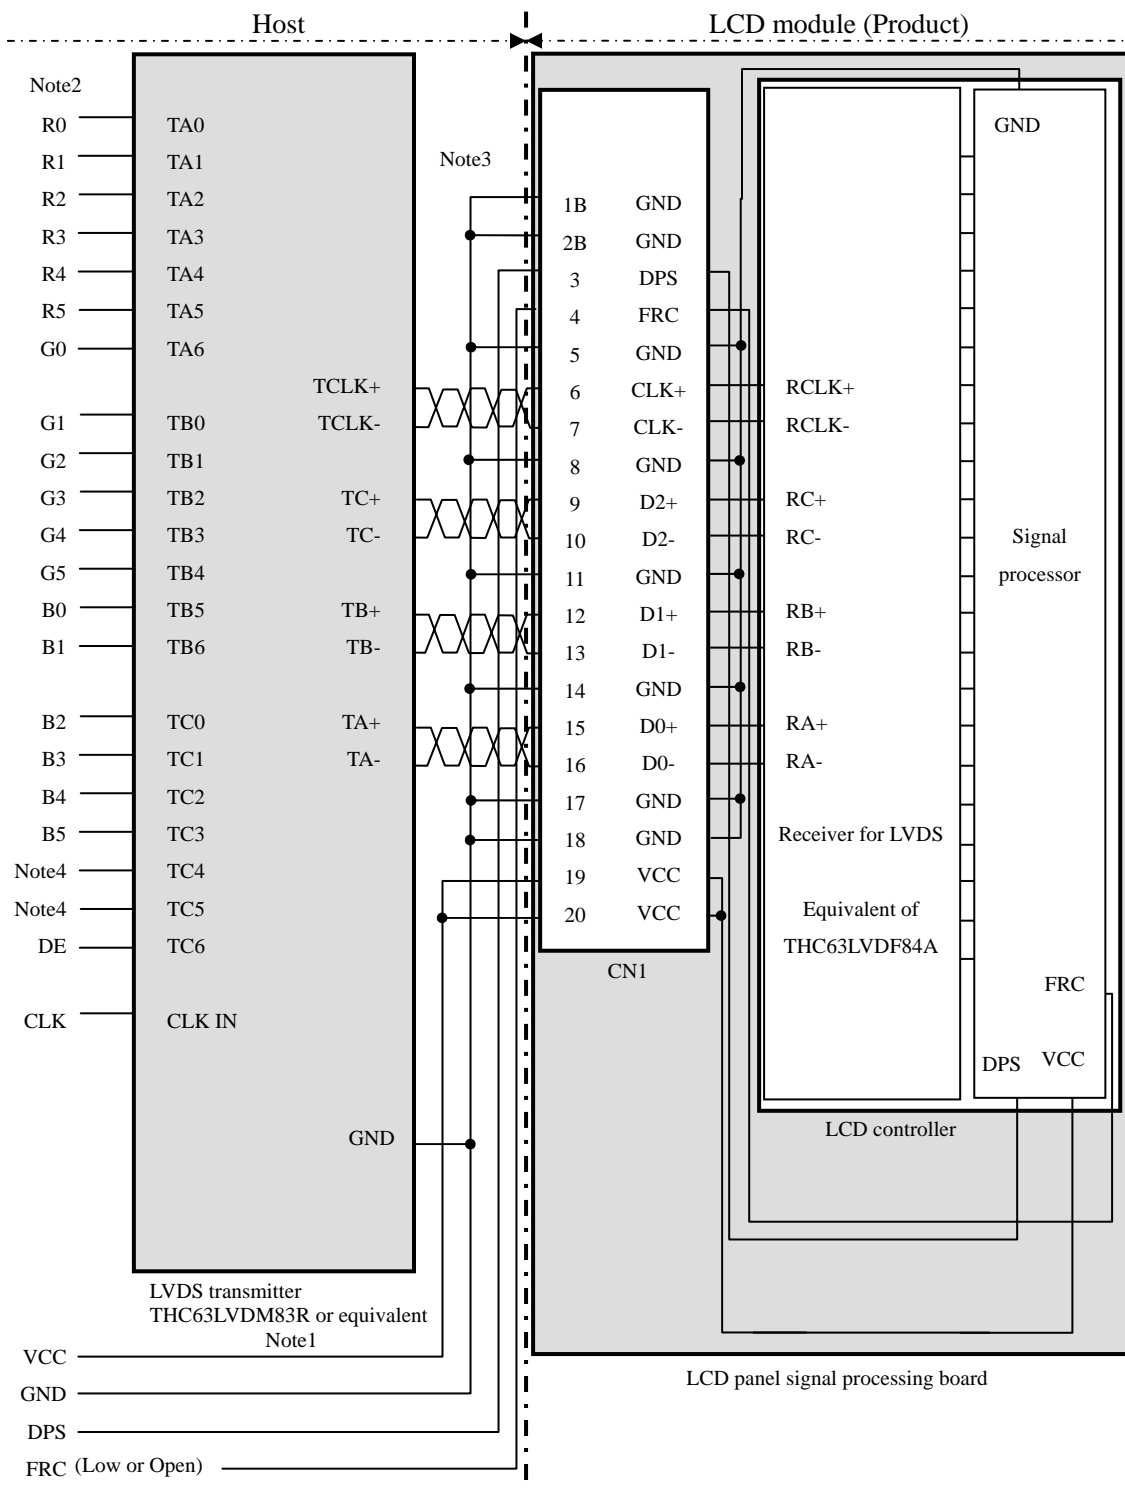 Host
LCD module (Product)
Note2
R0 TA0
R1 TA1
R2 TA2
R3 TA3
R4 TA4
R5 TA5
G0 TA6
TCLK+
G1 TB0 TCLK-
G2 TB1
G3 TB2 TC+
G4 TB3 TC-
G5 TB4
B0 TB5 TB+
B1 TB6 TB-
B2 TC0 TA+
B3 TC1 TA-
B4 TC2
B5 TC3
Note4 TC4
Note4 TC5
DE TC6
CLK CLK IN
GND
LVDS transmitter
THC63LVDM83R or equivalent
Note1
VCC
GND
DPS
FRC (Low or Open)
Note3
1B GND
2B GND
3 DPS
4 FRC
5 GND
6 CLK+
7 CLK-
8 GND
9 D2+
10 D2-
11 GND
12 D1+
13 D1-
14 GND
15 D0+
16 D0-
17 GND
18 GND
19 VCC
20 VCC
CN1
RCLK+
RCLK-
RC+
RC-
RB+
RB-
RA+
RA-
Receiver for LVDS
Equivalent of
THC63LVDF84A
GND
Signal
processor
FRC
DPS VCC
LCD controller
LCD panel signal processing board